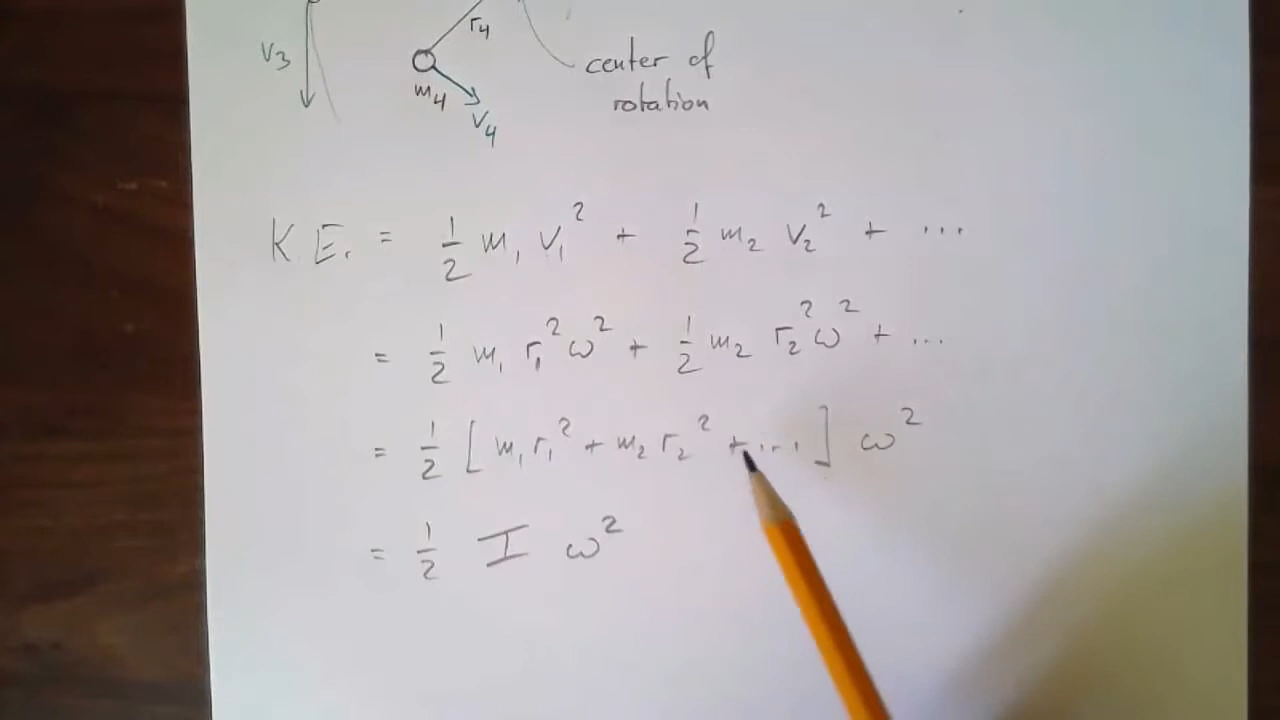 r₄
v₃
center of
m₄
rotation
v₄
K E. = 1/2 m₁ v₁² + 1/2 m₂ v₂² + ...
= 1/2 m₁ r₁² ω² + 1/2 m₂ r₂² ω² + ...
= 1/2 [ m₁ r₁² + m₂ r₂² + ... ] ω²
= 1/2 I ω²